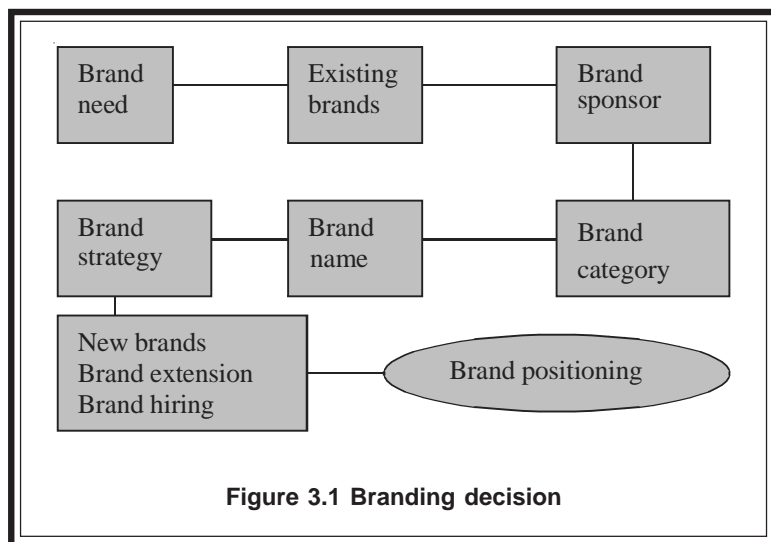 Brand
need
Existing
brands
Brand
sponsor
Brand
strategy
Brand
name
Brand
category
New brands
Brand extension
Brand hiring
Brand positioning
Figure 3.1 Branding decision